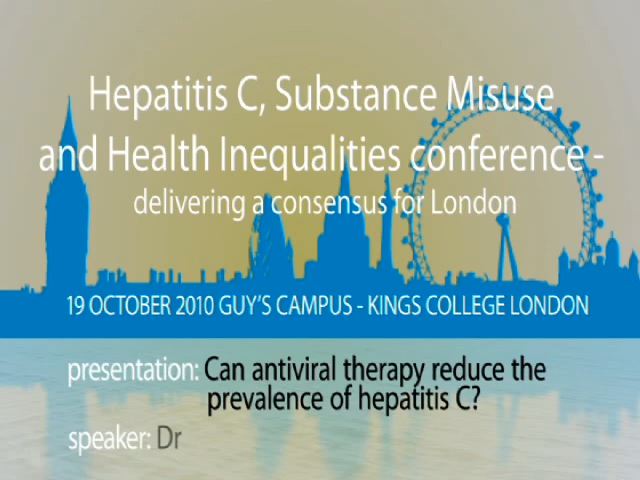 Hepatitis C, Substance Misuse
and Health Inequalities conference -
delivering a consensus for London
19 OCTOBER 2010 GUY'S CAMPUS - KINGS COLLEGE LONDON
presentation: Can antiviral therapy reduce the
prevalence of hepatitis C?
speaker: Dr